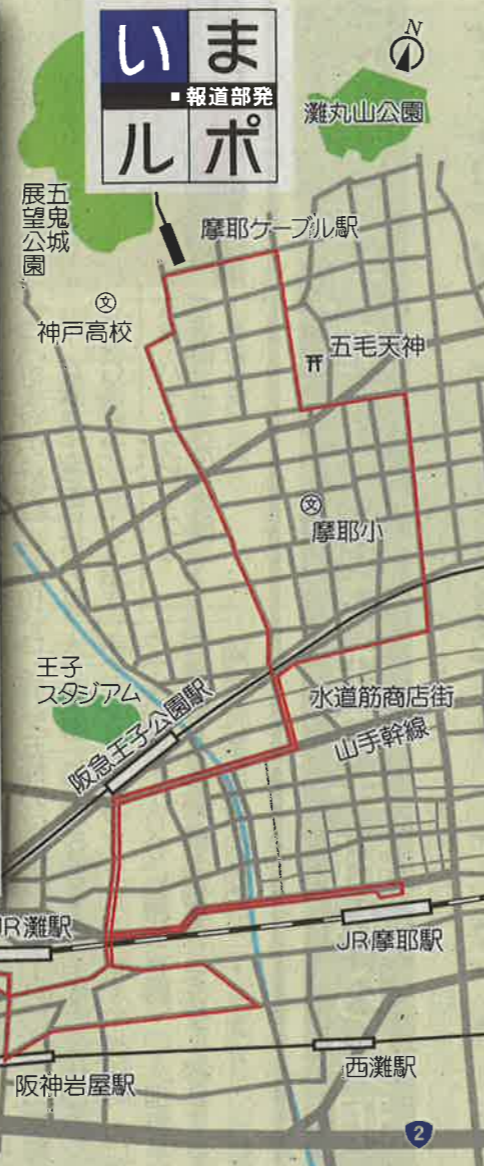 いま
■報道部発
ルポ
N
灘丸山公園
五鬼城
展望公園
摩耶ケーブル駅
文
神戸高校
五毛天神
文
摩耶小
王子
スタジアム
阪急王子公園駅
水道筋商店街
山手幹線
JR灘駅
JR摩耶駅
阪神岩屋駅
西灘駅
2